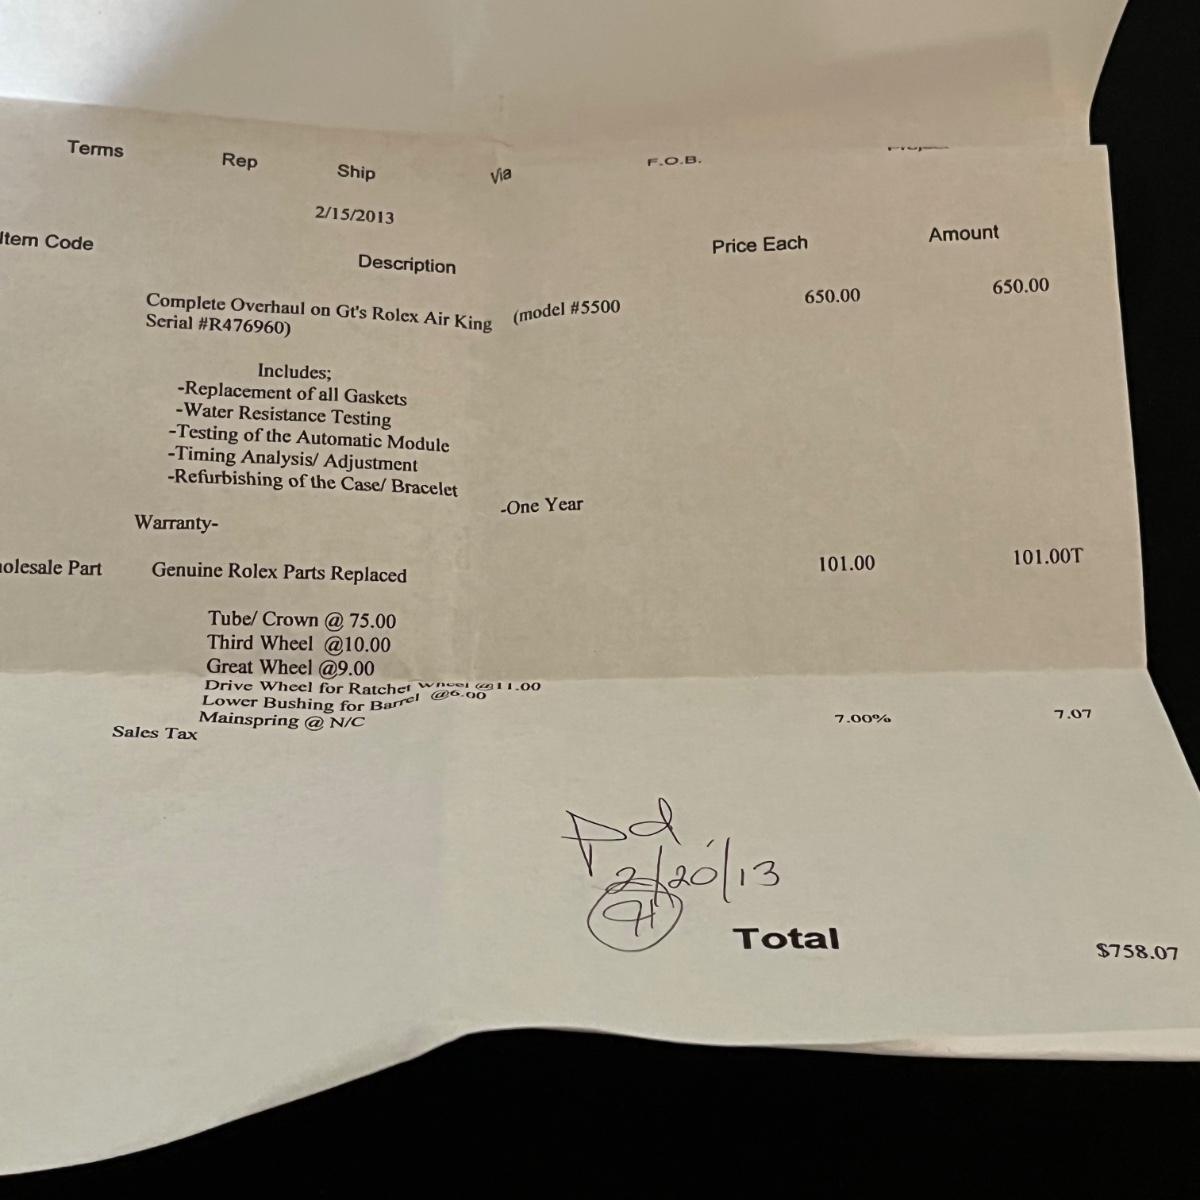 Terms Rep Ship Via F.O.B.
2/15/2013
Item Code Description Price Each Amount
Complete Overhaul on Gt's Rolex Air King (model #5500 650.00 650.00
Serial #R476960)
Includes;
-Replacement of all Gaskets
-Water Resistance Testing
-Testing of the Automatic Module
-Timing Analysis/ Adjustment
-Refurbishing of the Case/ Bracelet
-One Year
Warranty-
olesale Part Genuine Rolex Parts Replaced 101.00 101.00T
Tube/ Crown @ 75.00
Third Wheel @10.00
Great Wheel @9.00
Drive Wheel for Ratchet Wheel @11.00
Lower Bushing for Barrel @6.00
Mainspring @ N/C
Sales Tax 7.00% 7.07
Pd
2/20/13
Total $758.07